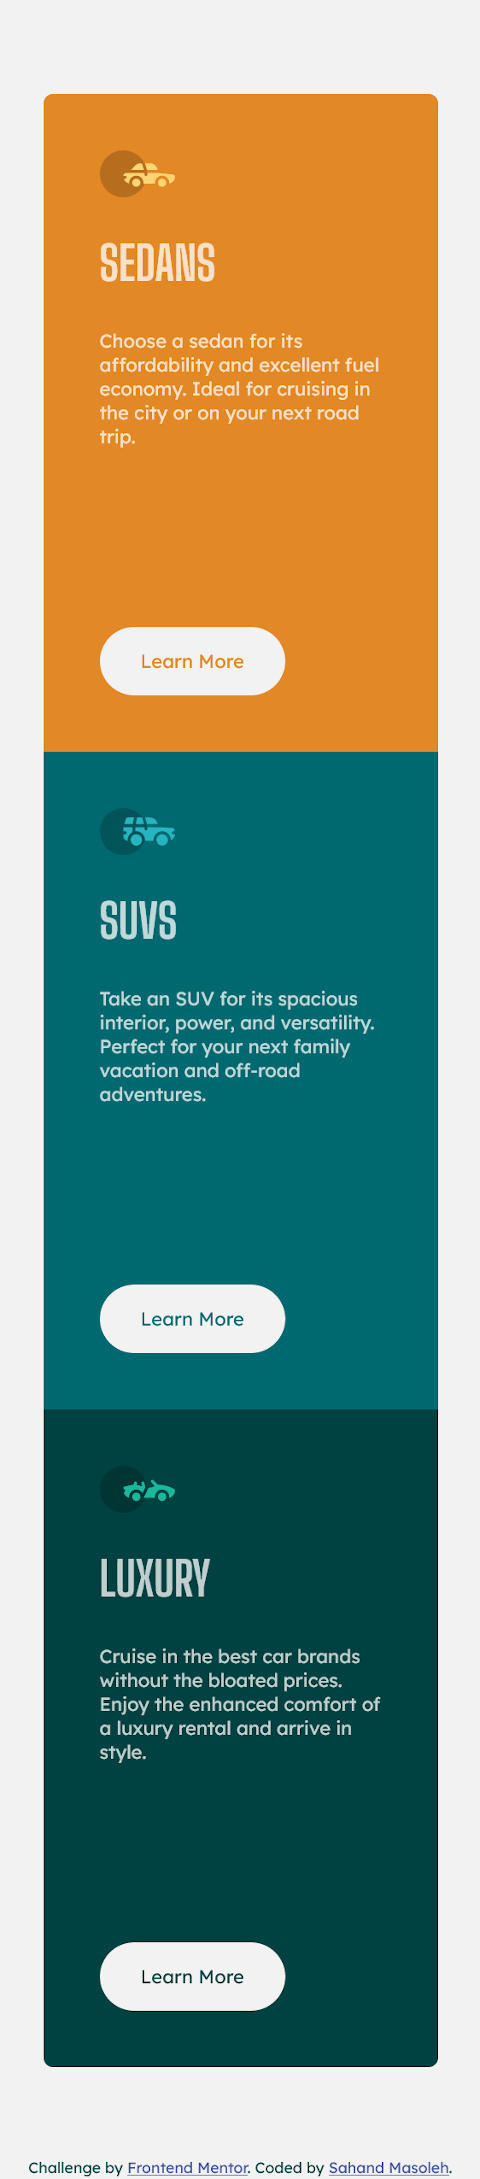 SEDANS
Choose a sedan for its
affordability and excellent fuel
economy. Ideal for cruising in
the city or on your next road
trip.
Learn More
SUVS
Take an SUV for its spacious
interior, power, and versatility.
Perfect for your next family
vacation and off-road
adventures.
Learn More
LUXURY
Cruise in the best car brands
without the bloated prices.
Enjoy the enhanced comfort of
a luxury rental and arrive in
style.
Learn More
Challenge by Frontend Mentor. Coded by Sahand Masoleh.